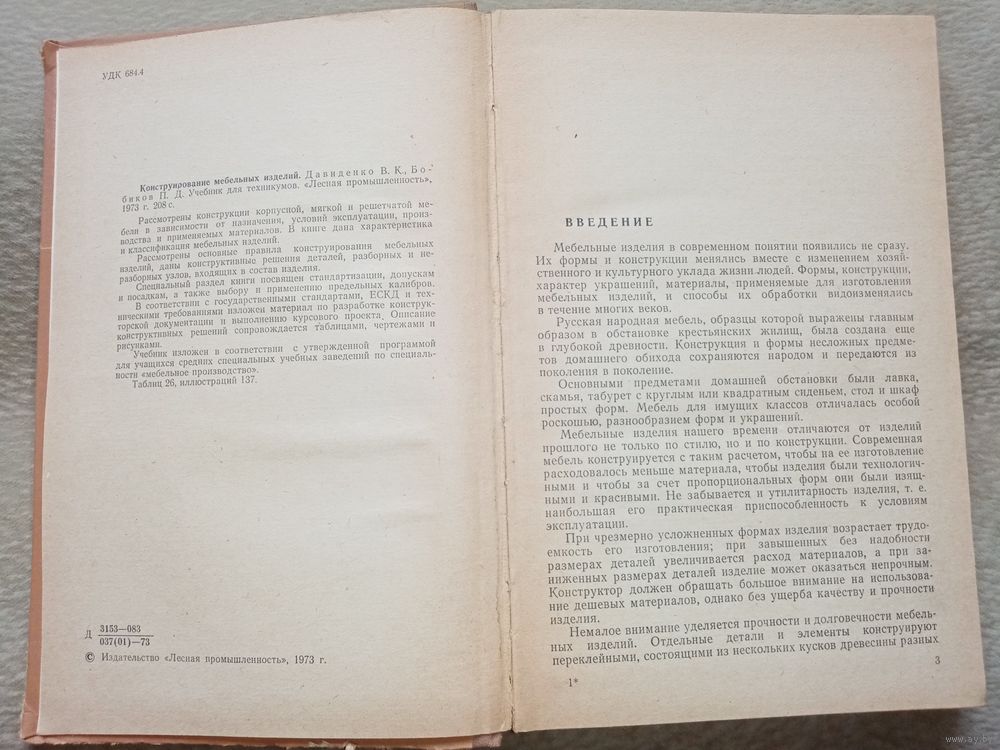 УДК 684.4
Конструирование мебельных изделий. Давиденко В. К., Бо-
биков П. Д. Учебник для техникумов. «Лесная промышленность»,
1973 г. 208 с.
Рассмотрены конструкции корпусной, мягкой и решетчатой ме-
бели в зависимости от назначения, условий эксплуатации, произ-
водства и применяемых материалов. В книге дана характеристика
и классификация мебельных изделий.
Рассмотрены основные правила конструирования мебельных
изделий, даны конструктивные решения деталей, разборных и не-
разборных узлов, входящих в состав изделия.
Специальный раздел книги посвящен стандартизации, допускам
и посадкам, а также выбору и применению предельных калибров.
В соответствии с государственными стандартами, ЕСКД и тех-
ническими требованиями изложен материал по разработке конструк-
торской документации и выполнению курсового проекта. Описание
конструктивных решений сопровождается таблицами, чертежами и
рисунками.
Учебник изложен в соответствии с утвержденной программой
для учащихся средних специальных учебных заведений по специаль-
ности «мебельное производство».
Таблиц 26, иллюстраций 137.
Д 3153—083
037(01)—73
© Издательство «Лесная промышленность», 1973 г.
ВВЕДЕНИЕ
Мебельные изделия в современном понятии появились не сразу.
Их формы и конструкции менялись вместе с изменением хозяй-
ственного и культурного уклада жизни людей. Формы, конструкции,
характер украшений, материалы, применяемые для изготовления
мебельных изделий, и способы их обработки видоизменялись
в течение многих веков.
Русская народная мебель, образцы которой выражены главным
образом в обстановке крестьянских жилищ, была создана еще
в глубокой древности. Конструкция и формы несложных предме-
тов домашнего обихода сохраняются народом и передаются из
поколения в поколение.
Основными предметами домашней обстановки были лавка,
скамья, табурет с круглым или квадратным сиденьем, стол и шкаф
простых форм. Мебель для имущих классов отличалась особой
роскошью, разнообразием форм и украшений.
Мебельные изделия нашего времени отличаются от изделий
прошлого не только по стилю, но и по конструкции. Современная
мебель конструируется с таким расчетом, чтобы на ее изготовление
расходовалось меньше материала, чтобы изделия были технологич-
ными и чтобы за счет пропорциональных форм они были изящ-
ными и красивыми. Не забывается и утилитарность изделия, т. е.
наибольшая его практическая приспособленность к условиям
эксплуатации.
При чрезмерно усложненных формах изделия возрастает трудо-
емкость его изготовления; при завышенных без надобности
размерах деталей увеличивается расход материалов, а при за-
ниженных размерах деталей изделие может оказаться непрочным.
Конструктор должен обращать большое внимание на использова-
ние дешевых материалов, однако без ущерба качеству и прочности
изделия.
Немалое внимание уделяется прочности и долговечности мебель-
ных изделий. Отдельные детали и элементы конструируют
переклейными, состоящими из нескольких кусков древесины разных
1*
3
www.ay.by